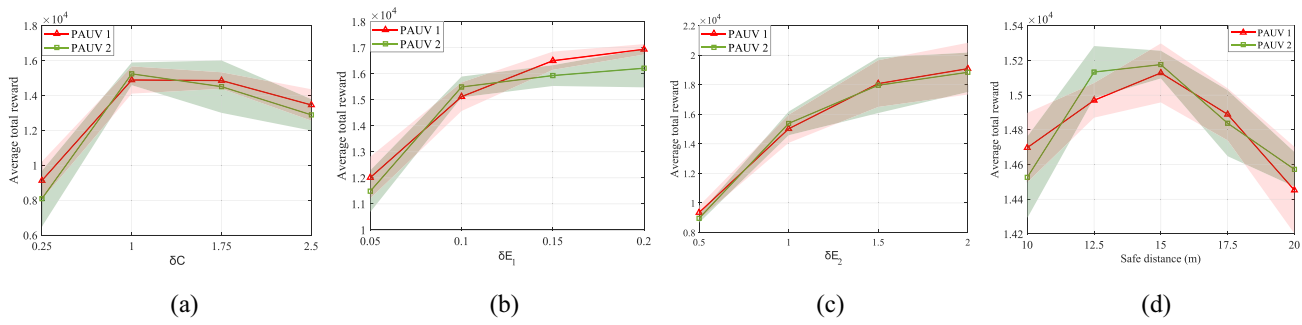 ×10⁴
1.8
1.6
1.4
1.2
1
0.8
0.6
Average total reward
PAUV 1
PAUV 2
0.25
1
1.75
2.5
δC
(a)
×10⁴
1.8
1.7
1.6
1.5
1.4
1.3
1.2
1.1
1
Average total reward
PAUV 1
PAUV 2
0.05
0.1
0.15
0.2
δE₁
(b)
×10⁴
2.2
2
1.8
1.6
1.4
1.2
1
0.8
Average total reward
PAUV 1
PAUV 2
0.5
1
1.5
2
δE₂
(c)
×10⁴
1.54
1.52
1.5
1.48
1.46
1.44
1.42
Average total reward
PAUV 1
PAUV 2
10
12.5
15
17.5
20
Safe distance (m)
(d)